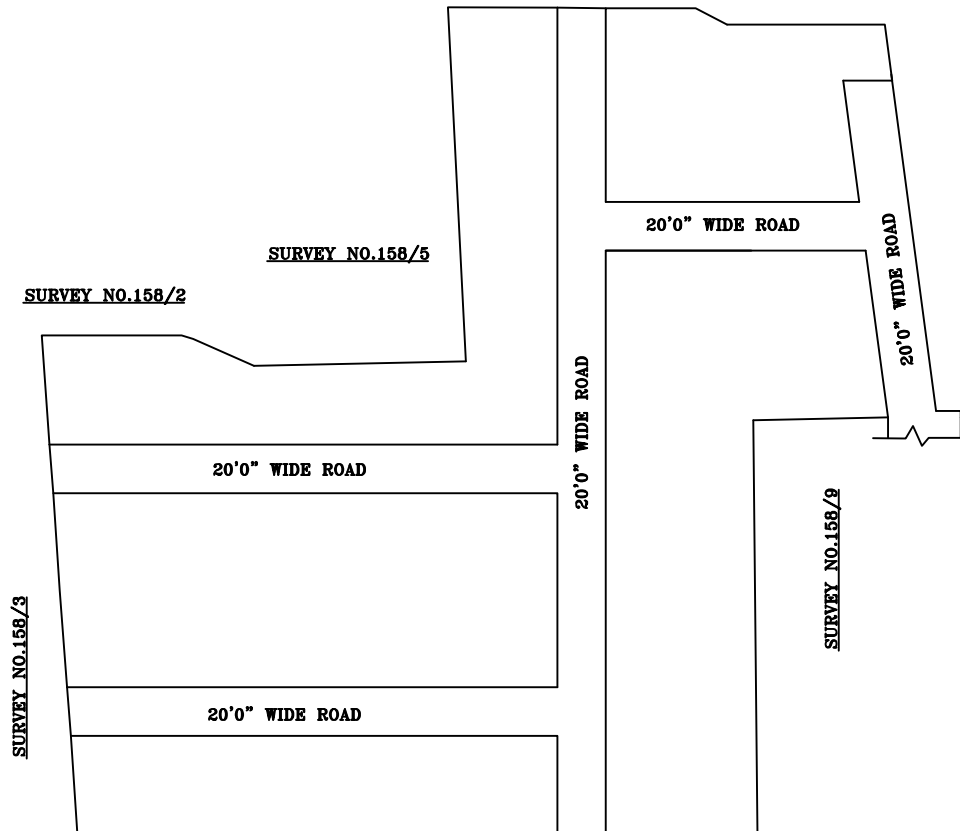 20'0" WIDE ROAD
20'0" WIDE ROAD
SURVEY NO.158/5
SURVEY NO.158/2
20'0" WIDE ROAD
20'0" WIDE ROAD
SURVEY NO.158/9
SURVEY NO.158/3
20'0" WIDE ROAD